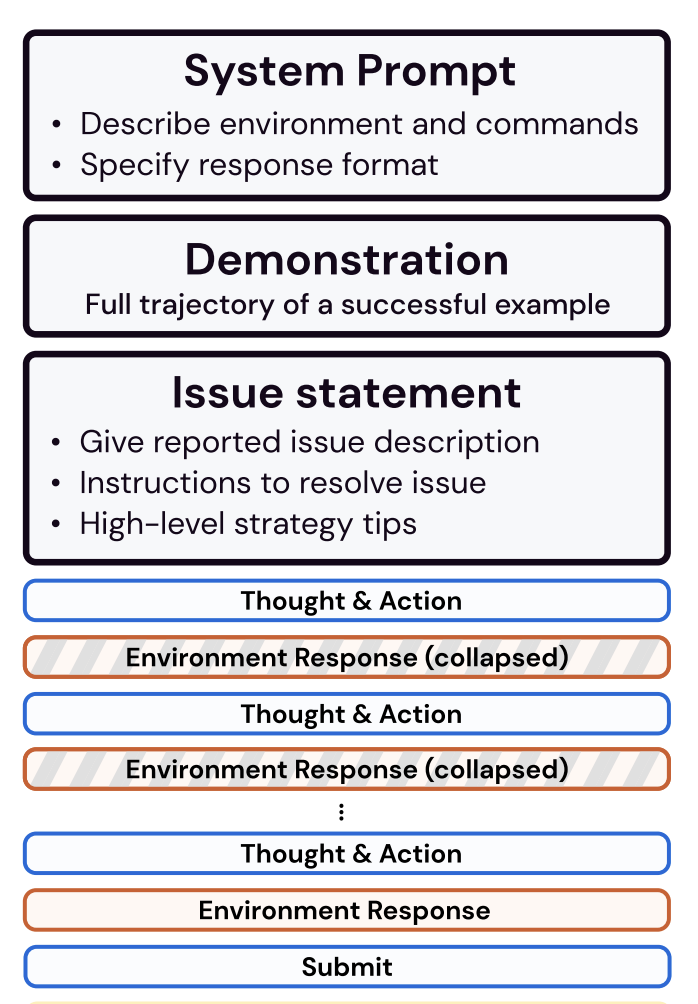 System Prompt
• Describe environment and commands
• Specify response format
Demonstration
Full trajectory of a successful example
Issue statement
• Give reported issue description
• Instructions to resolve issue
• High-level strategy tips
Thought & Action
Environment Response (collapsed)
Thought & Action
Environment Response (collapsed)
⋮
Thought & Action
Environment Response
Submit